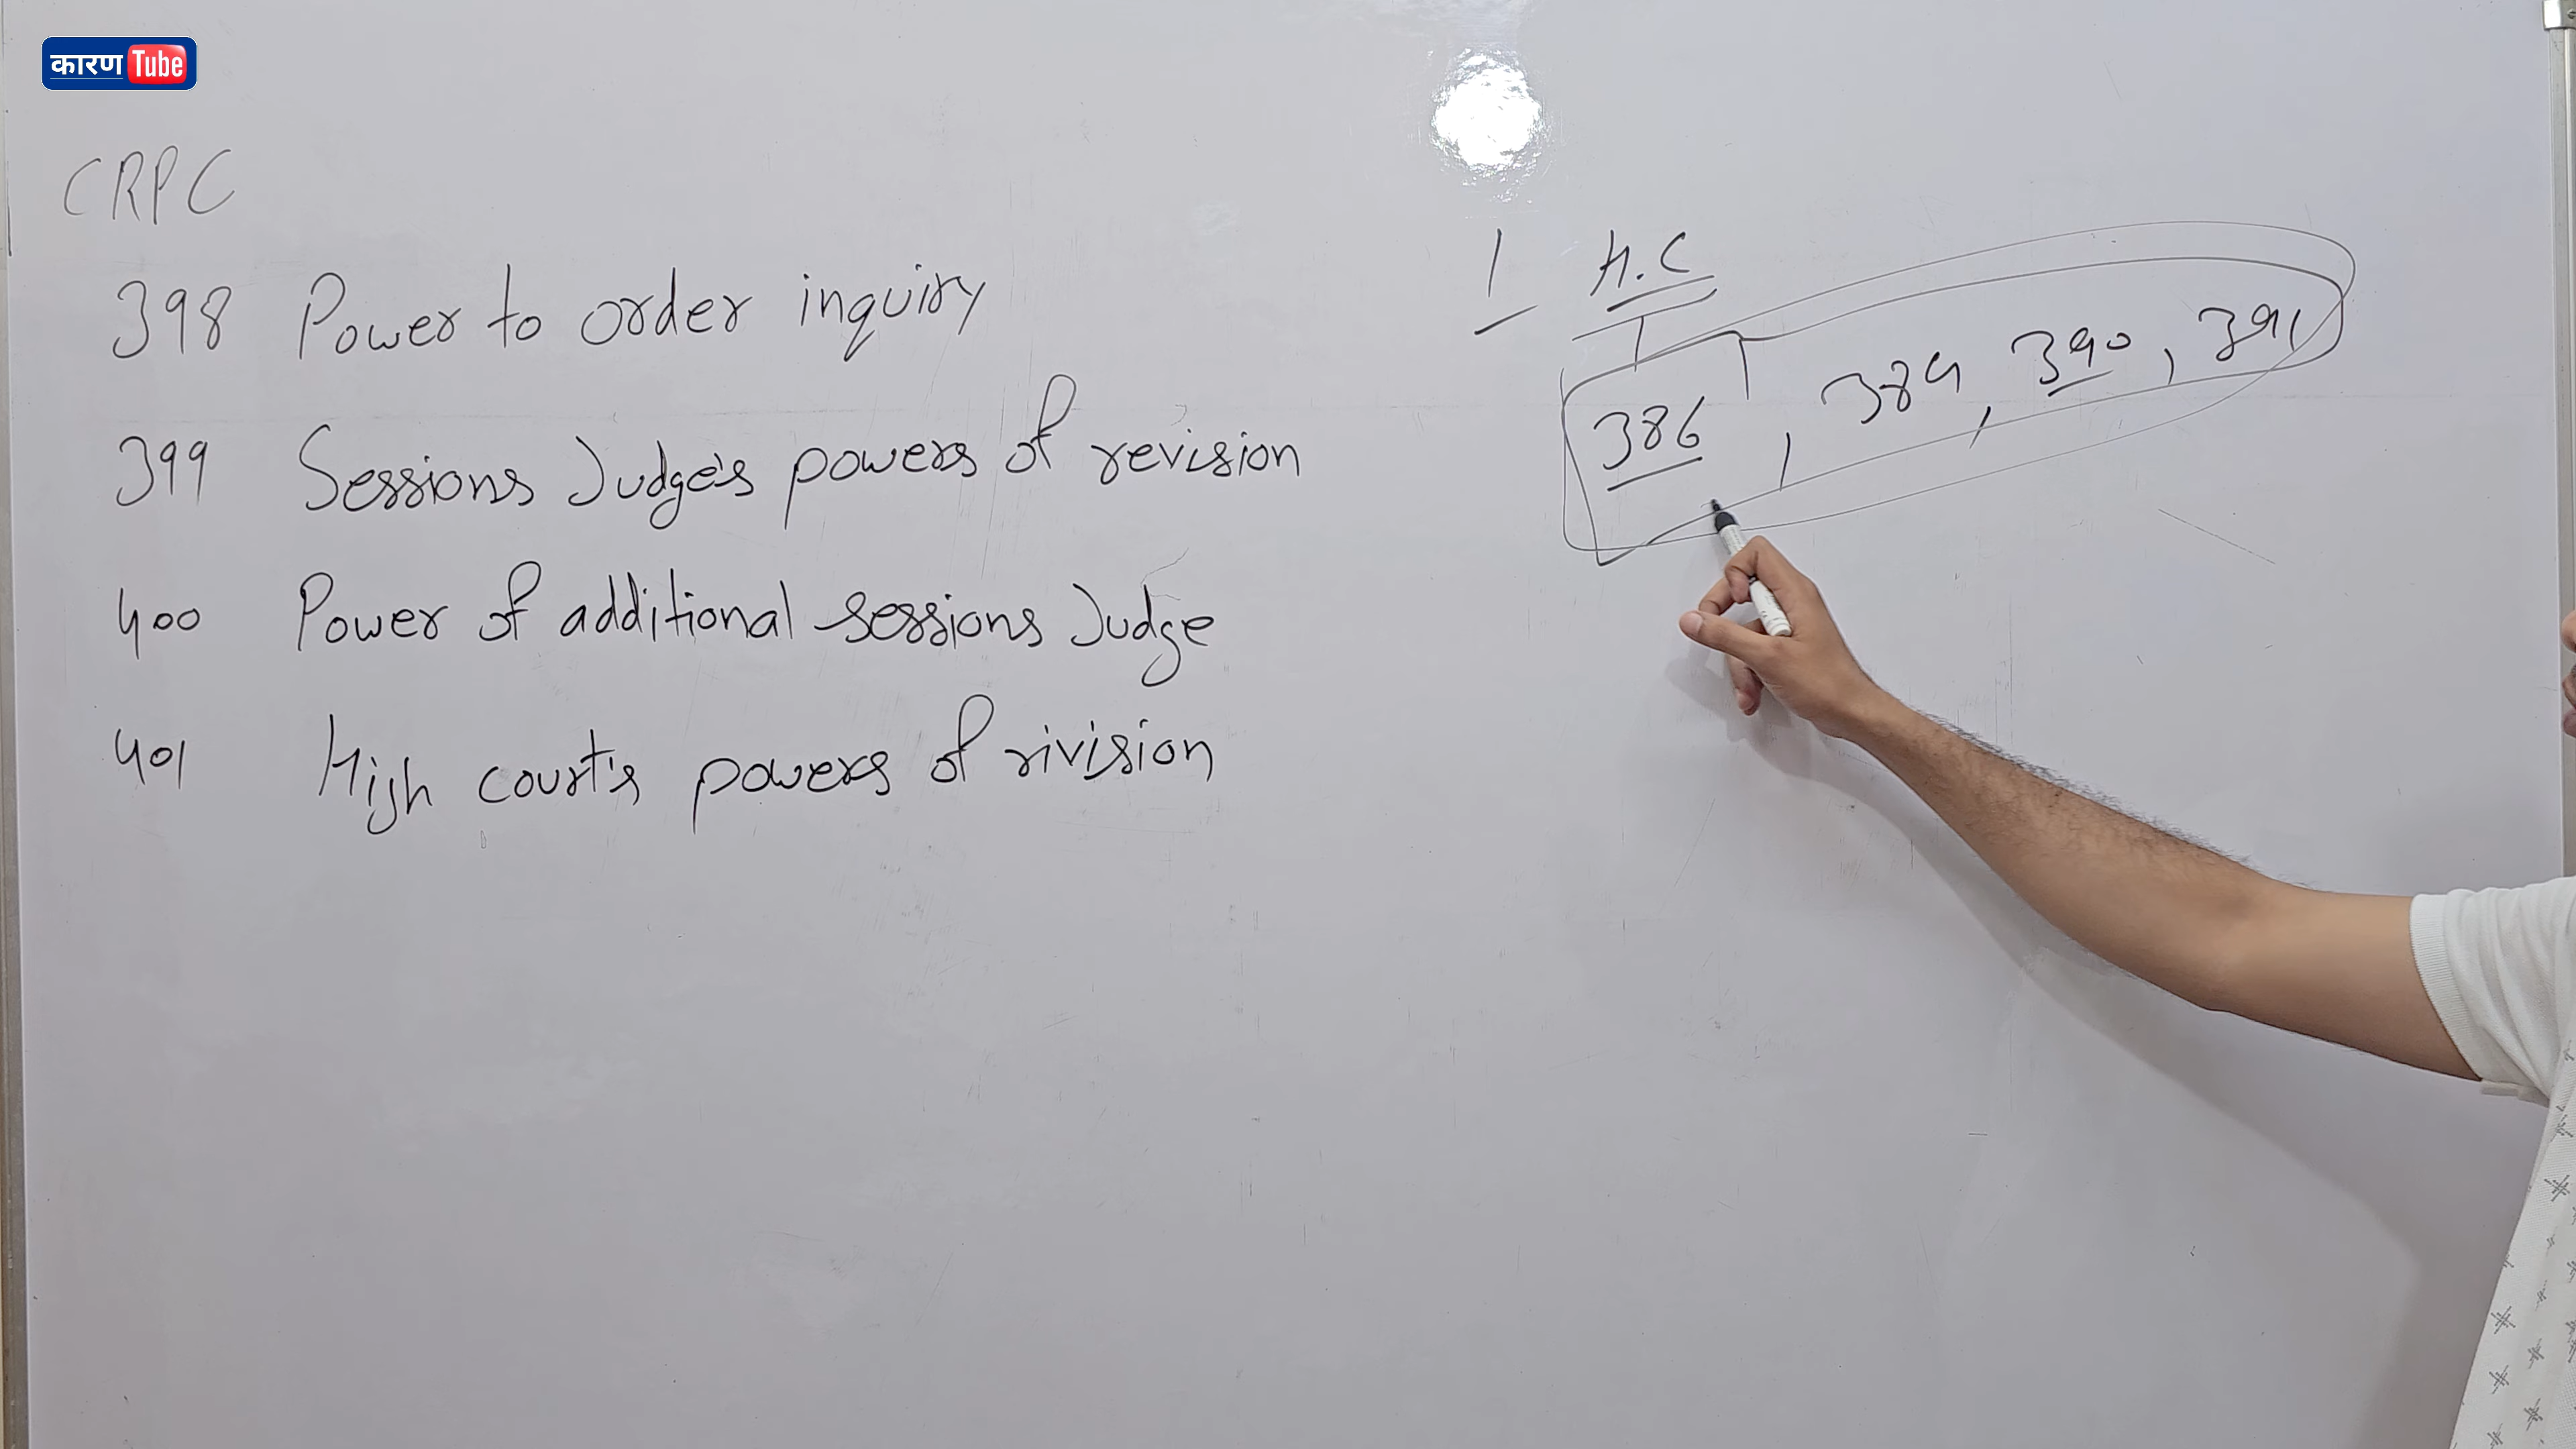 कारण Tube
CRPC
398 Power to order inquiry
399 Sessions Judge's powers of revision
400 Power of additional sessions Judge
401 High court's powers of rivision
1 H.C
386, 389, 390, 391